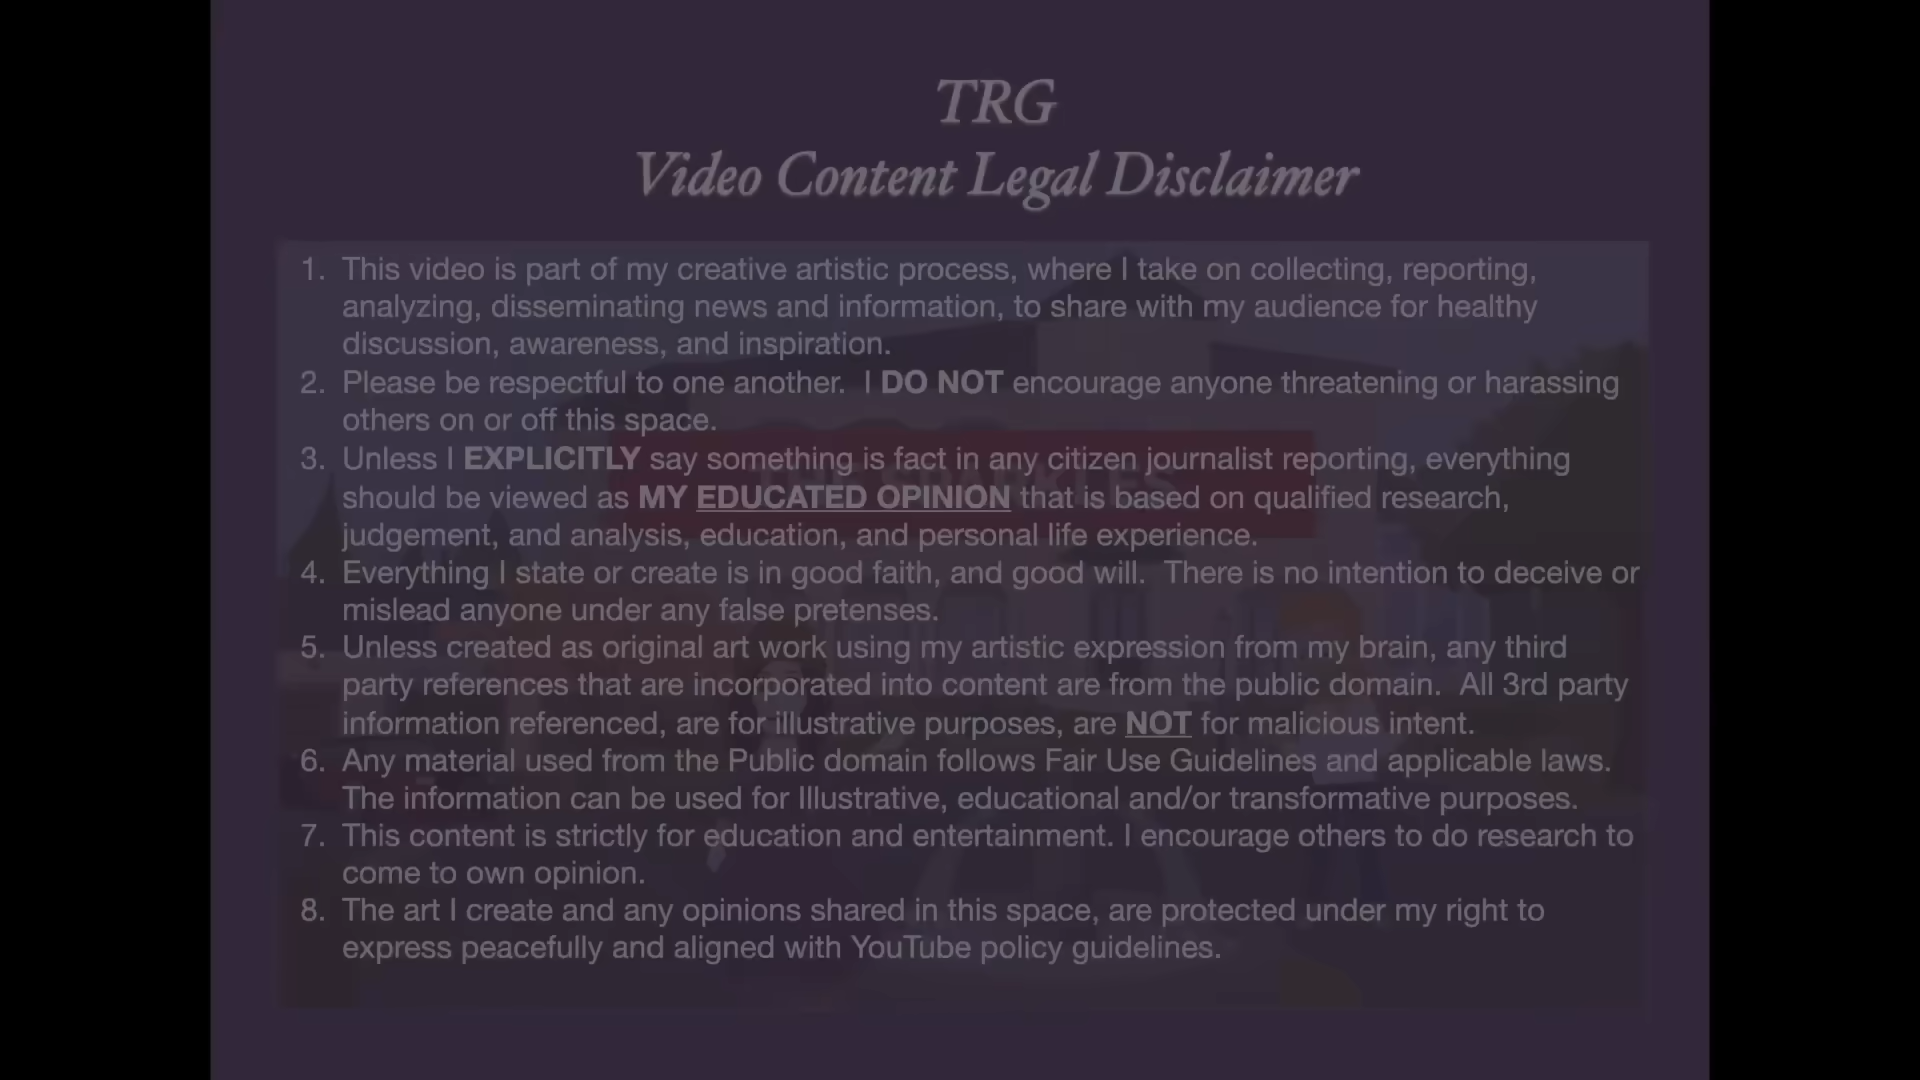 TRG
Video Content Legal Disclaimer
1. This video is part of my creative artistic process, where I take on collecting, reporting,
analyzing, disseminating news and information, to share with my audience for healthy
discussion, awareness, and inspiration.
2. Please be respectful to one another.  I DO NOT encourage anyone threatening or harassing
others on or off this space.
3. Unless I EXPLICITLY say something is fact in any citizen journalist reporting, everything
should be viewed as MY EDUCATED OPINION that is based on qualified research,
judgement, and analysis, education, and personal life experience.
4. Everything I state or create is in good faith, and good will.  There is no intention to deceive or
mislead anyone under any false pretenses.
5. Unless created as original art work using my artistic expression from my brain, any third
party references that are incorporated into content are from the public domain.  All 3rd party
information referenced, are for illustrative purposes, are NOT for malicious intent.
6. Any material used from the Public domain follows Fair Use Guidelines and applicable laws.
The information can be used for Illustrative, educational and/or transformative purposes.
7. This content is strictly for education and entertainment. I encourage others to do research to
come to own opinion.
8. The art I create and any opinions shared in this space, are protected under my right to
express peacefully and aligned with YouTube policy guidelines.